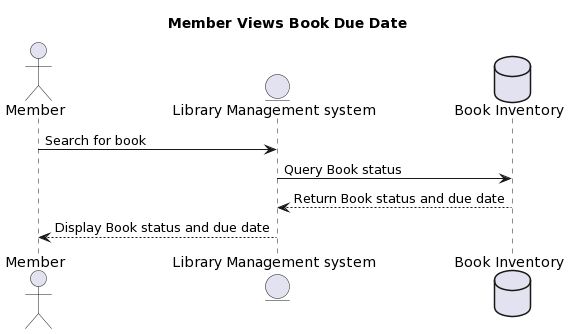 Member Views Book Due Date
Member
Library Management system
Book Inventory
Search for book
Query Book status
Return Book status and due date
Display Book status and due date
Member
Library Management system
Book Inventory